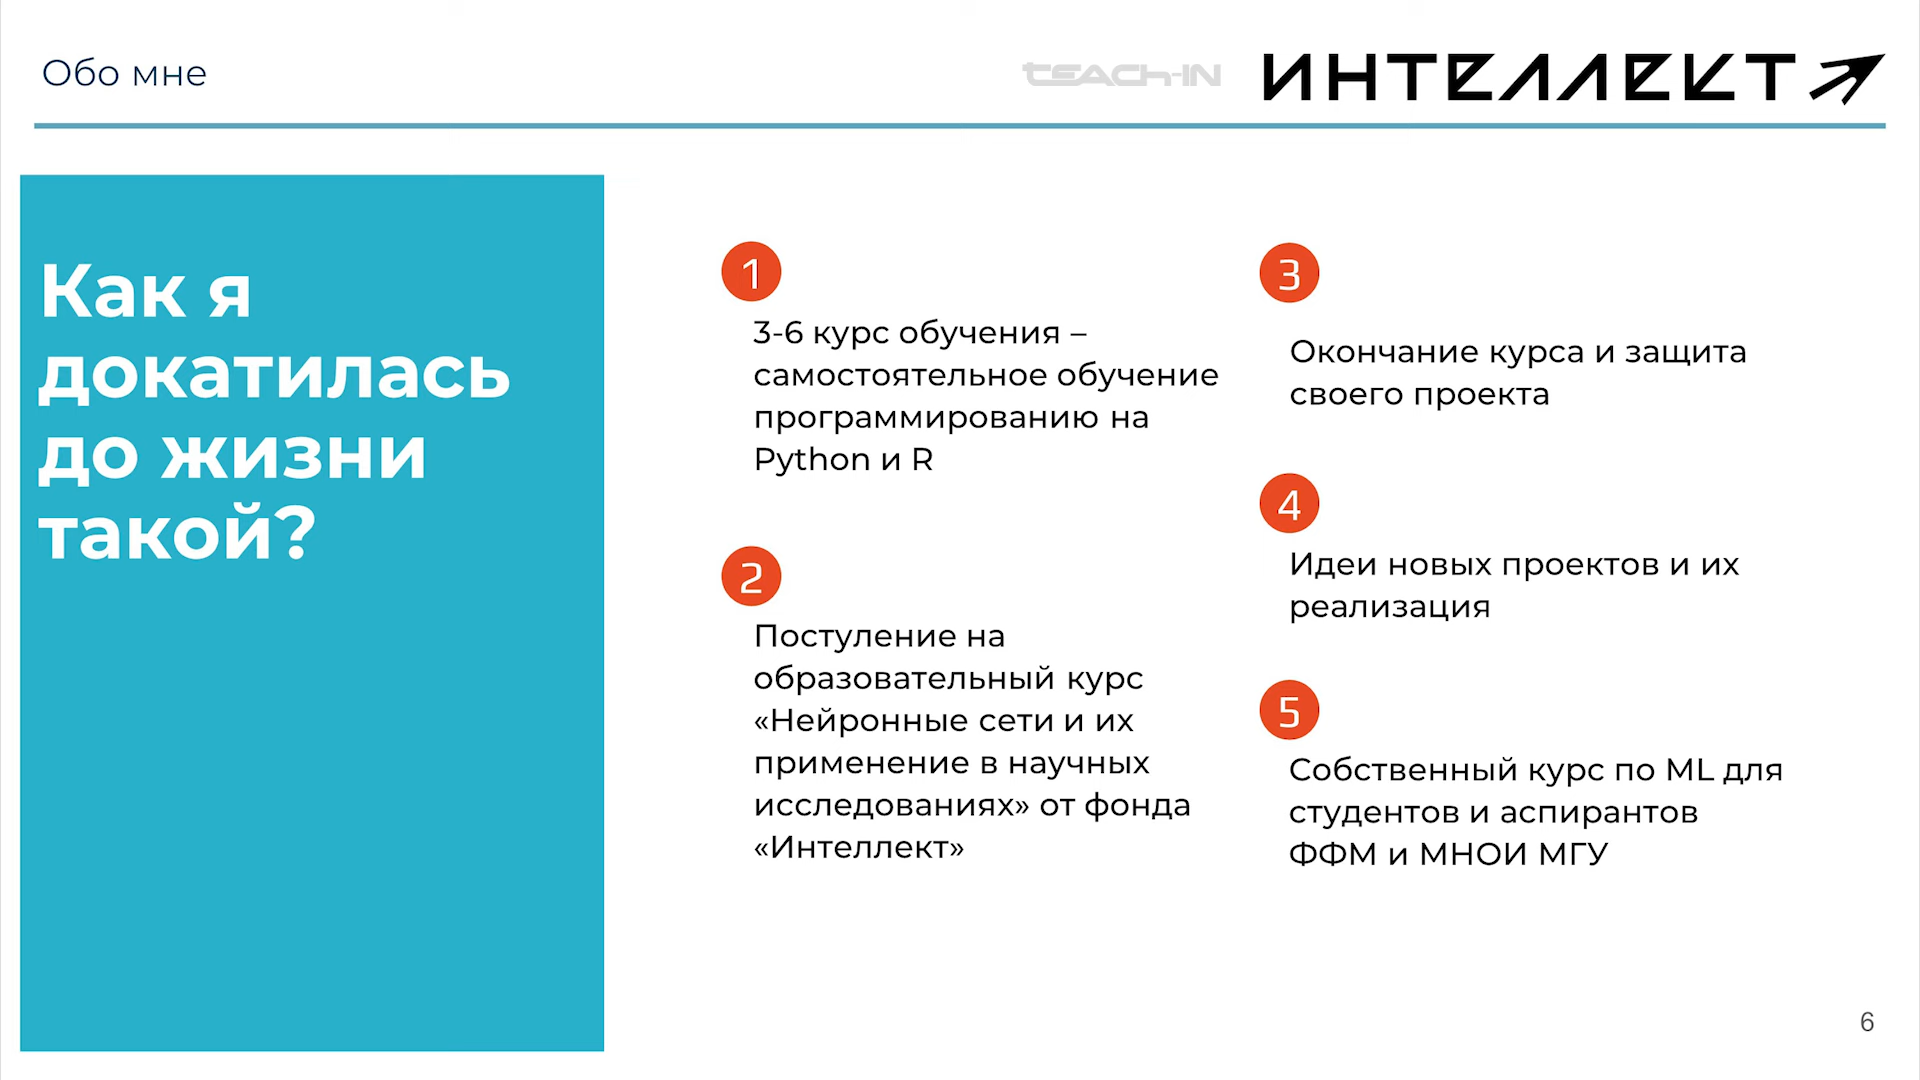 Обо мне
TEACH-IN
ИНТЕЛЛЕКТ
Как я
докатилась
до жизни
такой?
1
3-6 курс обучения –
самостоятельное обучение
программированию на
Python и R
2
Поступление на
образовательный курс
«Нейронные сети и их
применение в научных
исследованиях» от фонда
«Интеллект»
3
Окончание курса и защита
своего проекта
4
Идеи новых проектов и их
реализация
5
Собственный курс по ML для
студентов и аспирантов
ФФМ и МНОИ МГУ
6